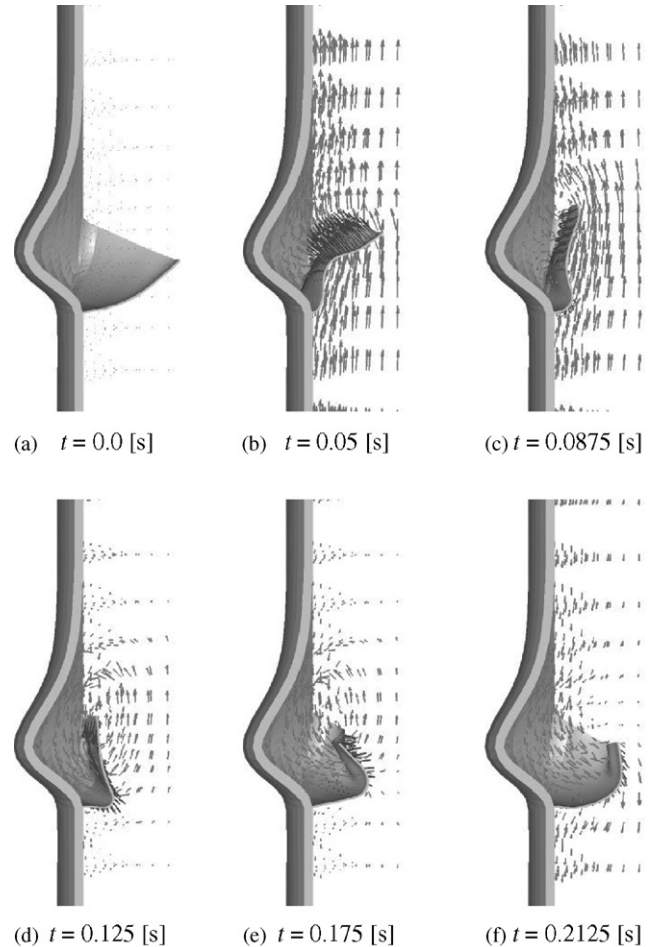 (a) t = 0.0 [s]
(b) t = 0.05 [s]
(c) t = 0.0875 [s]
(d) t = 0.125 [s]
(e) t = 0.175 [s]
(f) t = 0.2125 [s]